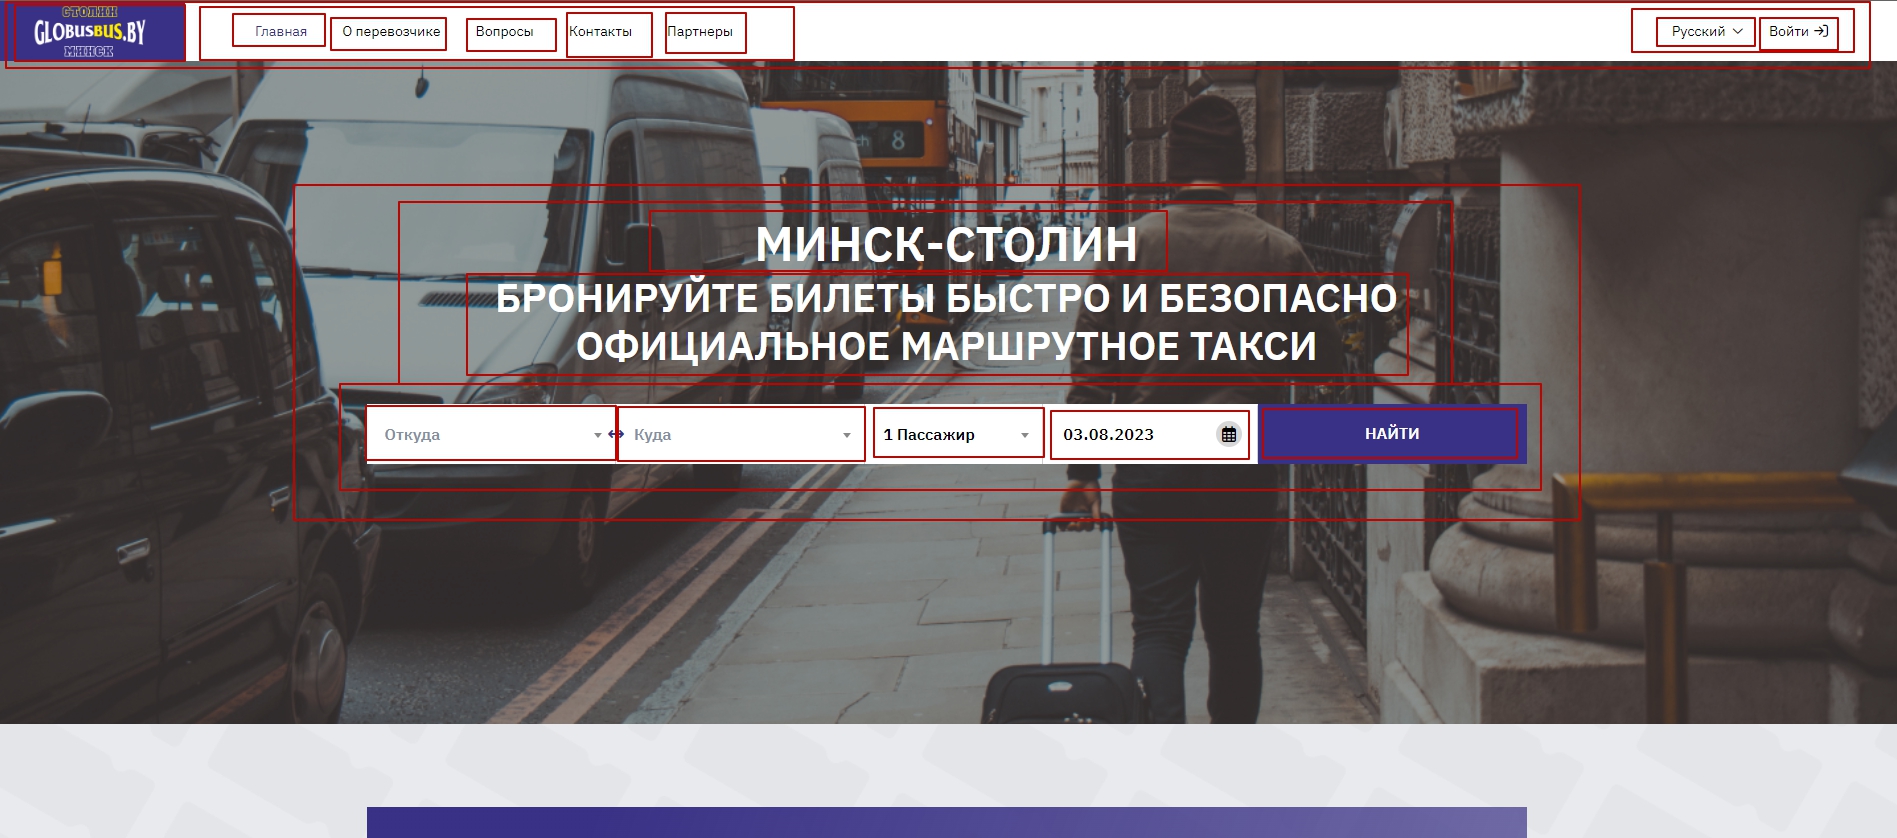 СТОЛИН
GLOBUSBUS.BY
МИНСК
Главная
О перевозчике
Вопросы
Контакты
Партнеры
Русский
Войти
8
МИНСК-СТОЛИН
БРОНИРУЙТЕ БИЛЕТЫ БЫСТРО И БЕЗОПАСНО
ОФИЦИАЛЬНОЕ МАРШРУТНОЕ ТАКСИ
Откуда
Куда
1 Пассажир
03.08.2023
НАЙТИ